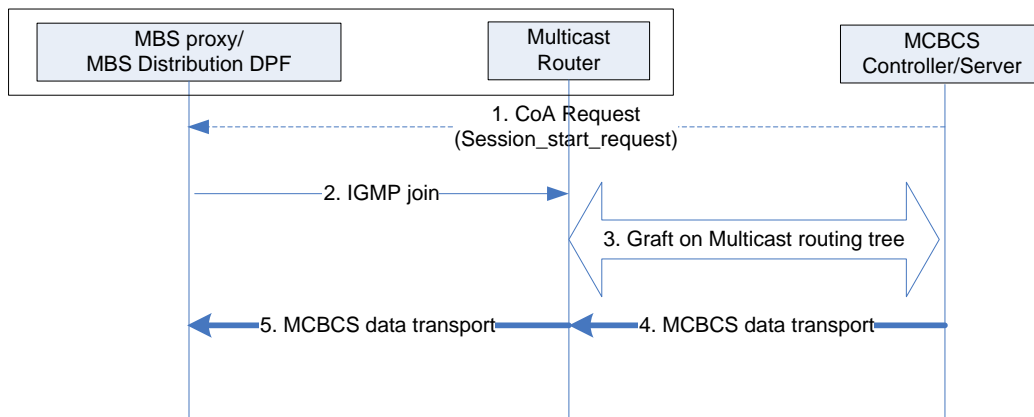 MBS proxy/
MBS Distribution DPF
Multicast
Router
MCBCS
Controller/Server
1. CoA Request
(Session_start_request)
2. IGMP join
3. Graft on Multicast routing tree
5. MCBCS data transport
4. MCBCS data transport